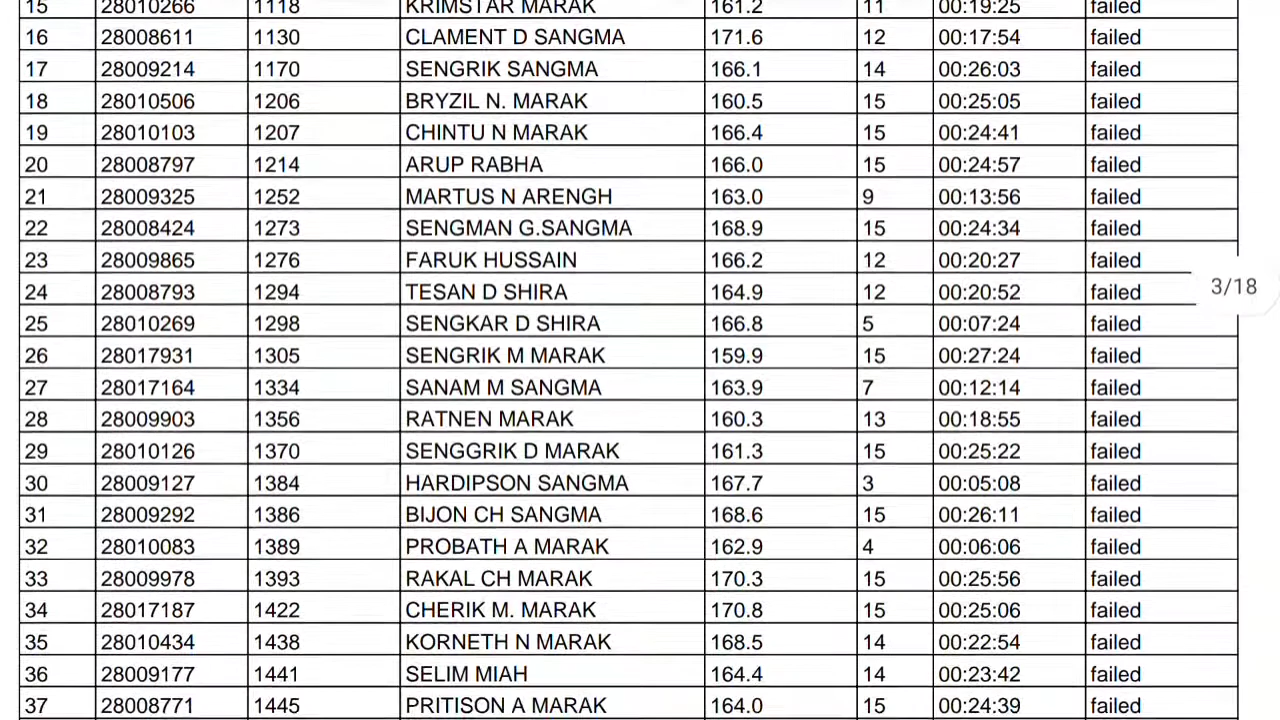 15 28010266 1118 KRIMSTAR MARAK 161.2 11 00:19:25 failed
16 28008611 1130 CLAMENT D SANGMA 171.6 12 00:17:54 failed
17 28009214 1170 SENGRIK SANGMA 166.1 14 00:26:03 failed
18 28010506 1206 BRYZIL N. MARAK 160.5 15 00:25:05 failed
19 28010103 1207 CHINTU N MARAK 166.4 15 00:24:41 failed
20 28008797 1214 ARUP RABHA 166.0 15 00:24:57 failed
21 28009325 1252 MARTUS N ARENGH 163.0 9 00:13:56 failed
22 28008424 1273 SENGMAN G.SANGMA 168.9 15 00:24:34 failed
23 28009865 1276 FARUK HUSSAIN 166.2 12 00:20:27 failed
24 28008793 1294 TESAN D SHIRA 164.9 12 00:20:52 failed
3/18
25 28010269 1298 SENGKAR D SHIRA 166.8 5 00:07:24 failed
26 28017931 1305 SENGRIK M MARAK 159.9 15 00:27:24 failed
27 28017164 1334 SANAM M SANGMA 163.9 7 00:12:14 failed
28 28009903 1356 RATNEN MARAK 160.3 13 00:18:55 failed
29 28010126 1370 SENGGRIK D MARAK 161.3 15 00:25:22 failed
30 28009127 1384 HARDIPSON SANGMA 167.7 3 00:05:08 failed
31 28009292 1386 BIJON CH SANGMA 168.6 15 00:26:11 failed
32 28010083 1389 PROBATH A MARAK 162.9 4 00:06:06 failed
33 28009978 1393 RAKAL CH MARAK 170.3 15 00:25:56 failed
34 28017187 1422 CHERIK M. MARAK 170.8 15 00:25:06 failed
35 28010434 1438 KORNETH N MARAK 168.5 14 00:22:54 failed
36 28009177 1441 SELIM MIAH 164.4 14 00:23:42 failed
37 28008771 1445 PRITISON A MARAK 164.0 15 00:24:39 failed